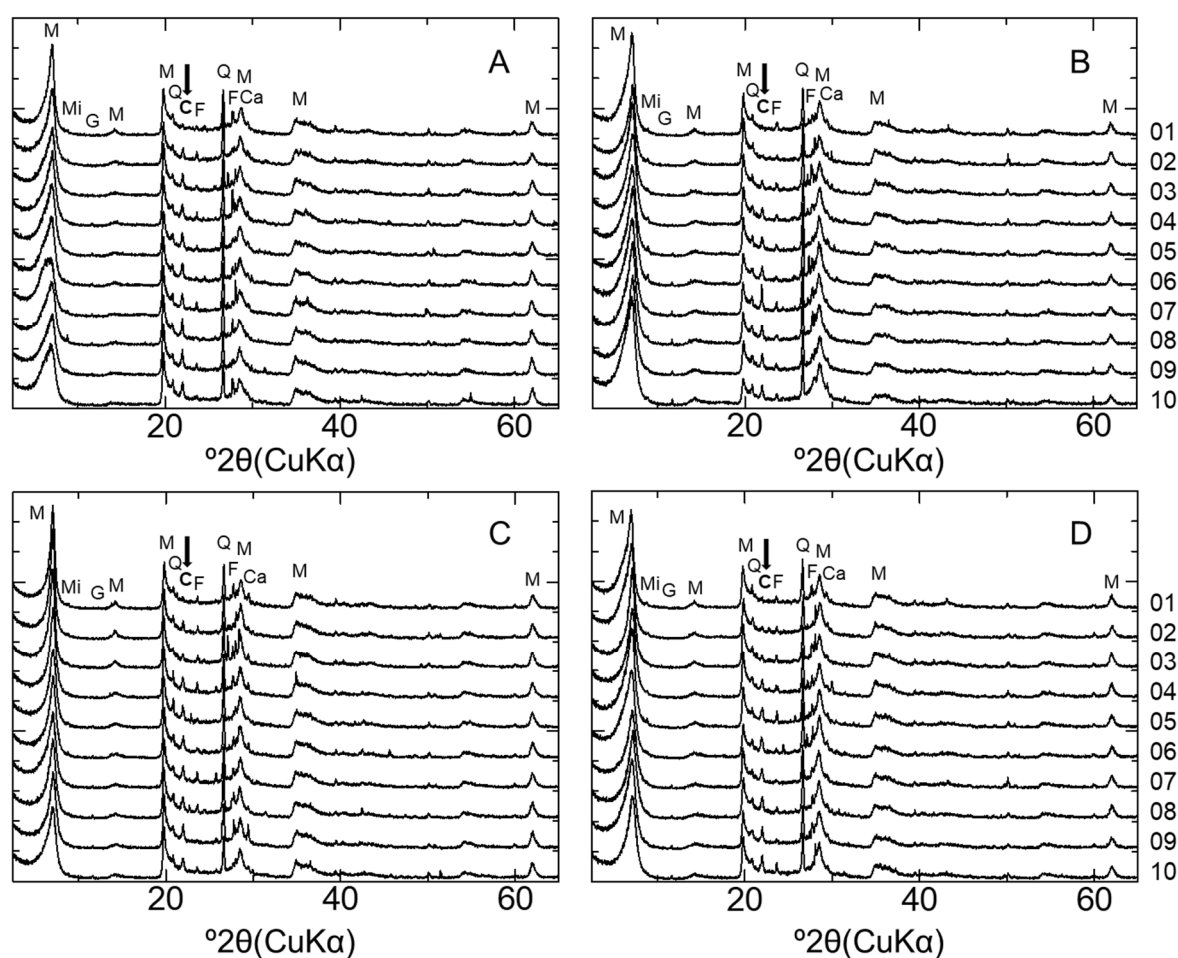 M M Q C F Q F M Ca M M A
Mi G M
M M Q C F Q F M Ca M M B
Mi G M
01
02
03
04
05
06
07
08
09
10
20 40 60
20 40 60
º2θ(CuKα)
º2θ(CuKα)
M M Q C F Q F M Ca M M C
Mi G M
M M Q C F Q F M Ca M M D
Mi G M
01
02
03
04
05
06
07
08
09
10
20 40 60
20 40 60
º2θ(CuKα)
º2θ(CuKα)